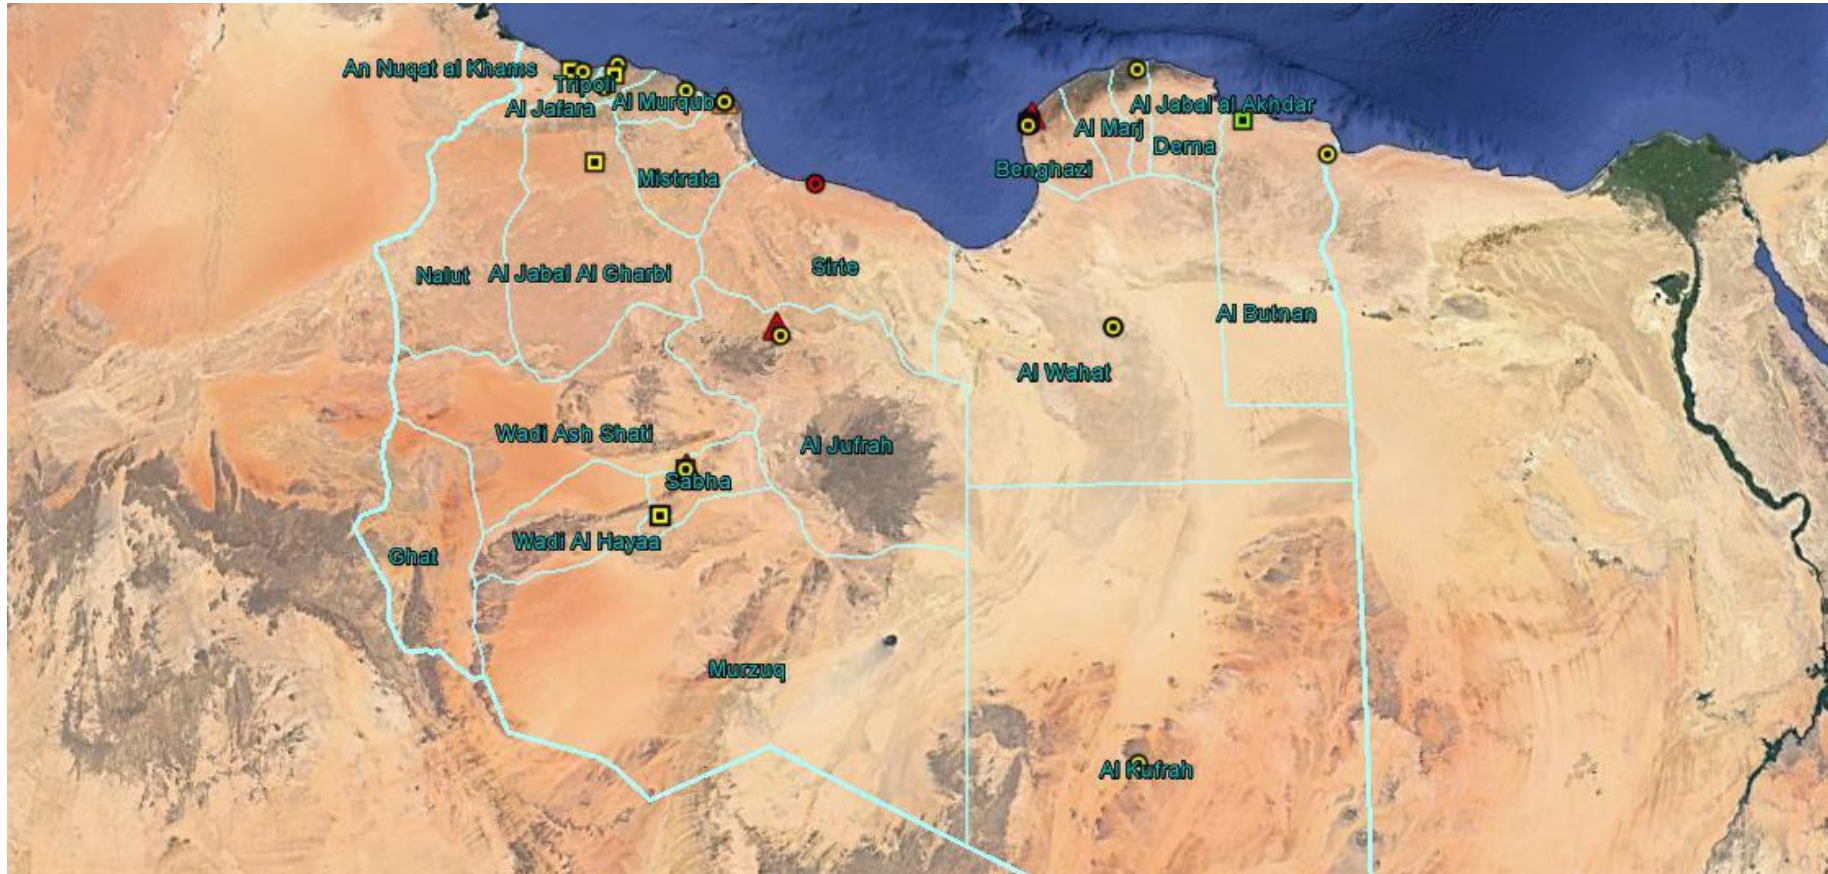 An Nuqat al Khams
Tripoli
Al Jafara
Al Murqub
Al Jabal al Akhdar
Al Marj
Derna
Benghazi
Mistrata
Nalut
Al Jabal Al Gharbi
Sirte
Al Butnan
Al Wahat
Wadi Ash Shati
Al Jufrah
Sabha
Wadi Al Hayaa
Ghat
Murzuq
Al Kufrah